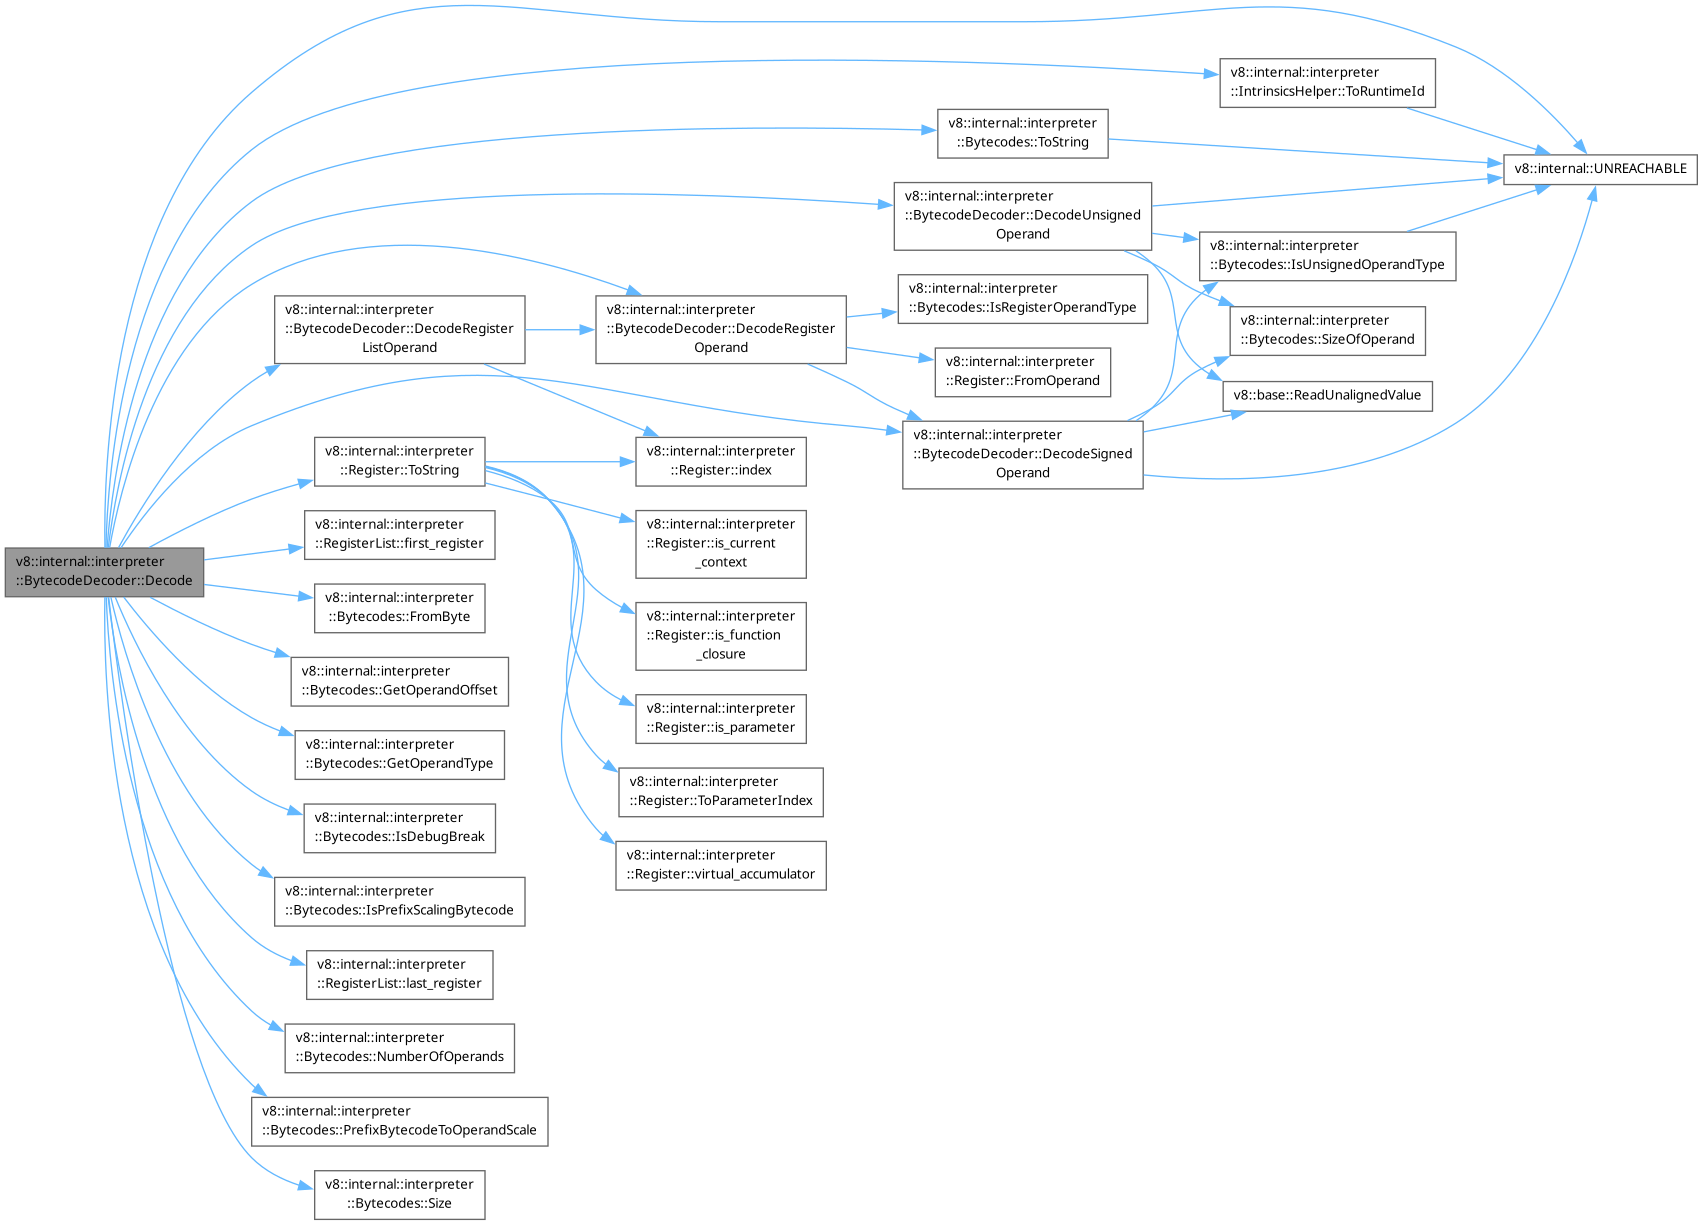 v8::internal::interpreter
::BytecodeDecoder::Decode
v8::internal::interpreter
::BytecodeDecoder::DecodeRegister
ListOperand
v8::internal::interpreter
::Register::ToString
v8::internal::interpreter
::RegisterList::first_register
v8::internal::interpreter
::Bytecodes::FromByte
v8::internal::interpreter
::Bytecodes::GetOperandOffset
v8::internal::interpreter
::Bytecodes::GetOperandType
v8::internal::interpreter
::Bytecodes::IsDebugBreak
v8::internal::interpreter
::Bytecodes::IsPrefixScalingBytecode
v8::internal::interpreter
::RegisterList::last_register
v8::internal::interpreter
::Bytecodes::NumberOfOperands
v8::internal::interpreter
::Bytecodes::PrefixBytecodeToOperandScale
v8::internal::interpreter
::Bytecodes::Size
v8::internal::interpreter
::BytecodeDecoder::DecodeRegister
Operand
v8::internal::interpreter
::Register::index
v8::internal::interpreter
::Register::is_current
_context
v8::internal::interpreter
::Register::is_function
_closure
v8::internal::interpreter
::Register::is_parameter
v8::internal::interpreter
::Register::ToParameterIndex
v8::internal::interpreter
::Register::virtual_accumulator
v8::internal::interpreter
::Bytecodes::ToString
v8::internal::interpreter
::BytecodeDecoder::DecodeUnsigned
Operand
v8::internal::interpreter
::Bytecodes::IsRegisterOperandType
v8::internal::interpreter
::Register::FromOperand
v8::internal::interpreter
::BytecodeDecoder::DecodeSigned
Operand
v8::internal::interpreter
::IntrinsicsHelper::ToRuntimeId
v8::internal::interpreter
::Bytecodes::IsUnsignedOperandType
v8::internal::interpreter
::Bytecodes::SizeOfOperand
v8::base::ReadUnalignedValue
v8::internal::UNREACHABLE